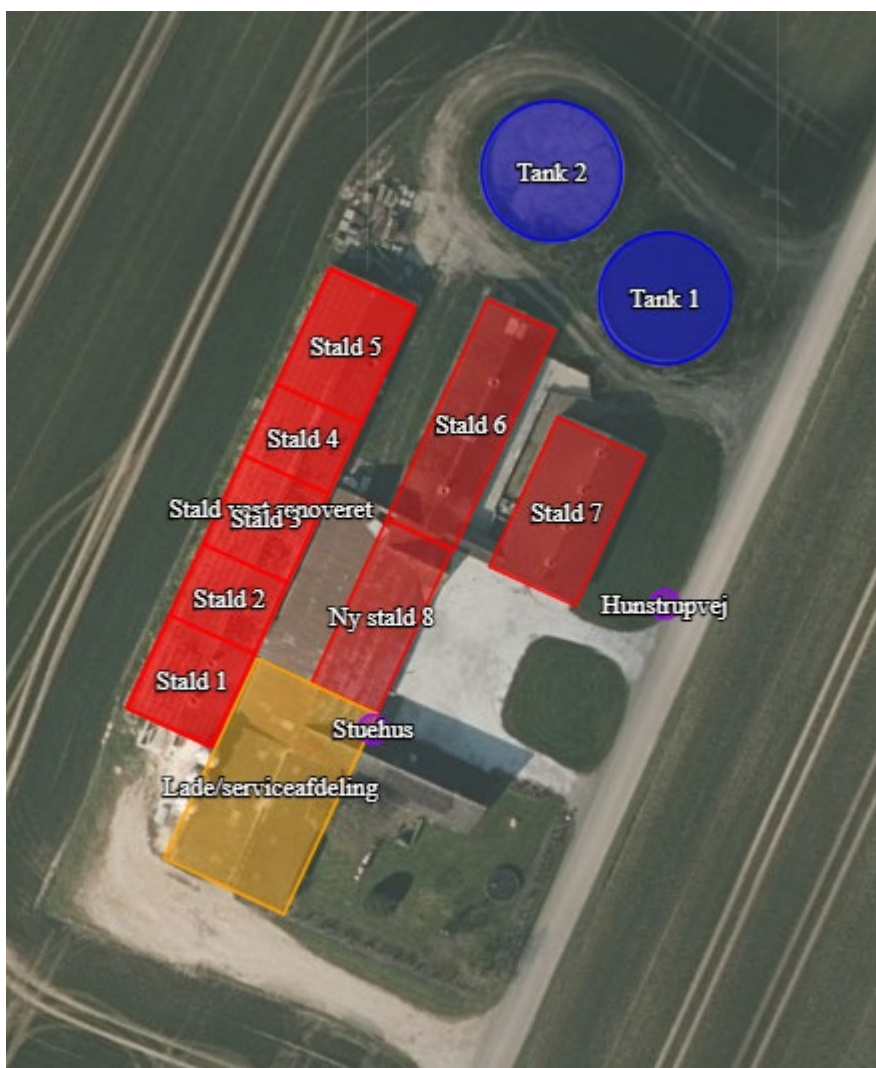 Tank 2
Tank 1
Stald 5
Stald 6
Stald 4
Stald vest renoveret
Stald 3
Stald 7
Stald 2
Hunstrupvej
Ny stald 8
Stald 1
Stuehus
Lade/serviceafdeling